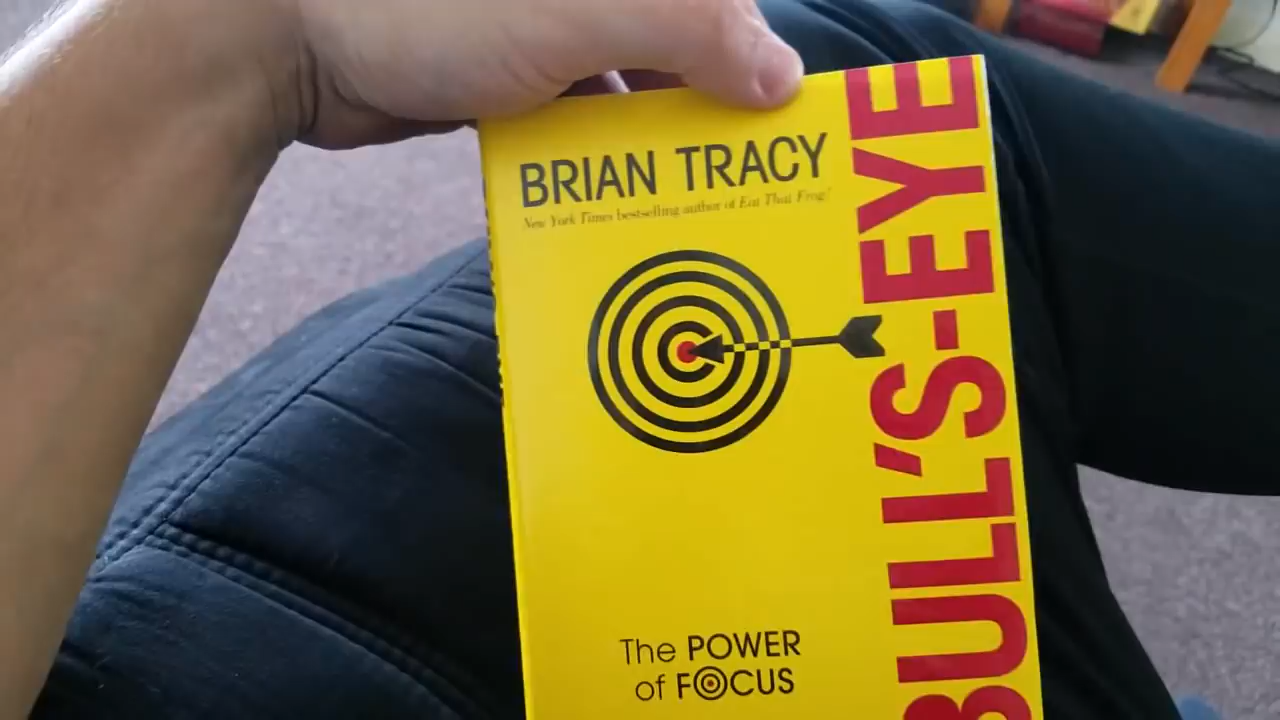 BRIAN TRACY
New York Times bestselling author of Eat That Frog!
BULL'S-EYE
The POWER
of FOCUS